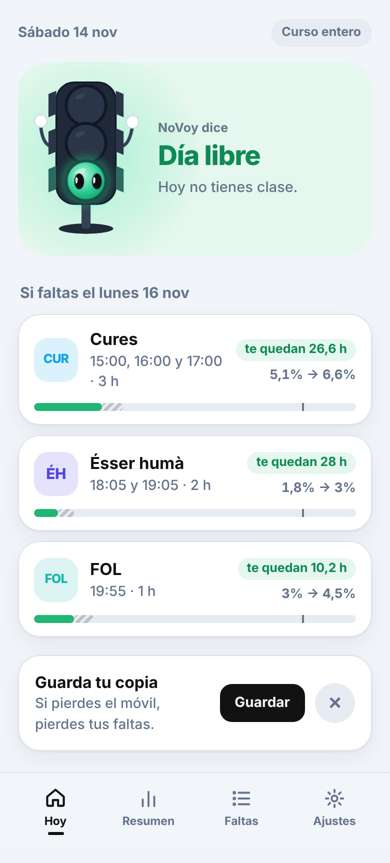 Sábado 14 nov
Curso entero
NoVoy dice
Día libre
Hoy no tienes clase.
Si faltas el lunes 16 nov
CUR
Cures
15:00, 16:00 y 17:00
· 3 h
te quedan 26,6 h
5,1% → 6,6%
ÉH
Ésser humà
18:05 y 19:05 · 2 h
te quedan 28 h
1,8% → 3%
FOL
FOL
19:55 · 1 h
te quedan 10,2 h
3% → 4,5%
Guarda tu copia
Si pierdes el móvil,
pierdes tus faltas.
Guardar
Hoy
Resumen
Faltas
Ajustes